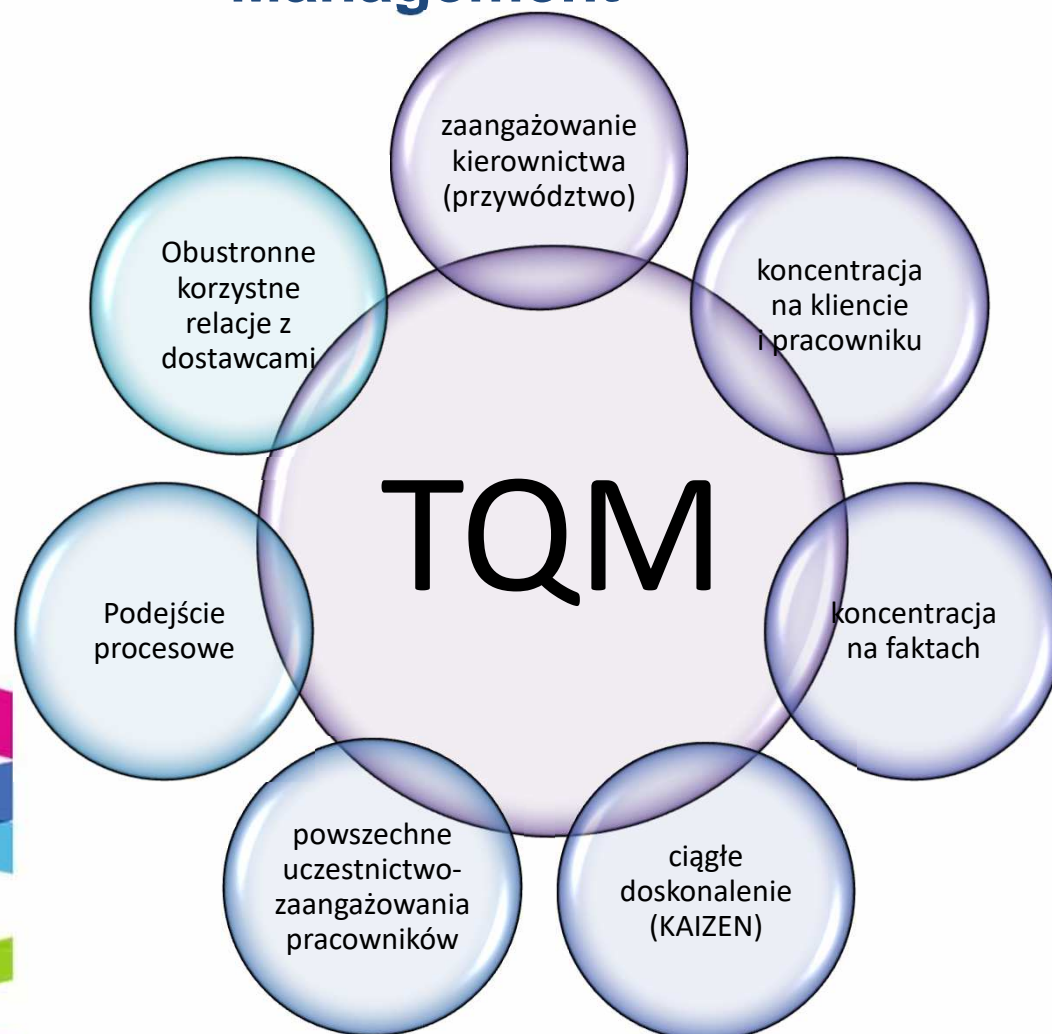 Management
zaangażowanie
kierownictwa
(przywództwo)
koncentracja
na kliencie
i pracowniku
koncentracja
na faktach
ciągłe
doskonalenie
(KAIZEN)
powszechne
uczestnictwo-
zaangażowania
pracowników
Podejście
procesowe
Obustronne
korzystne
relacje z
dostawcami
TQM